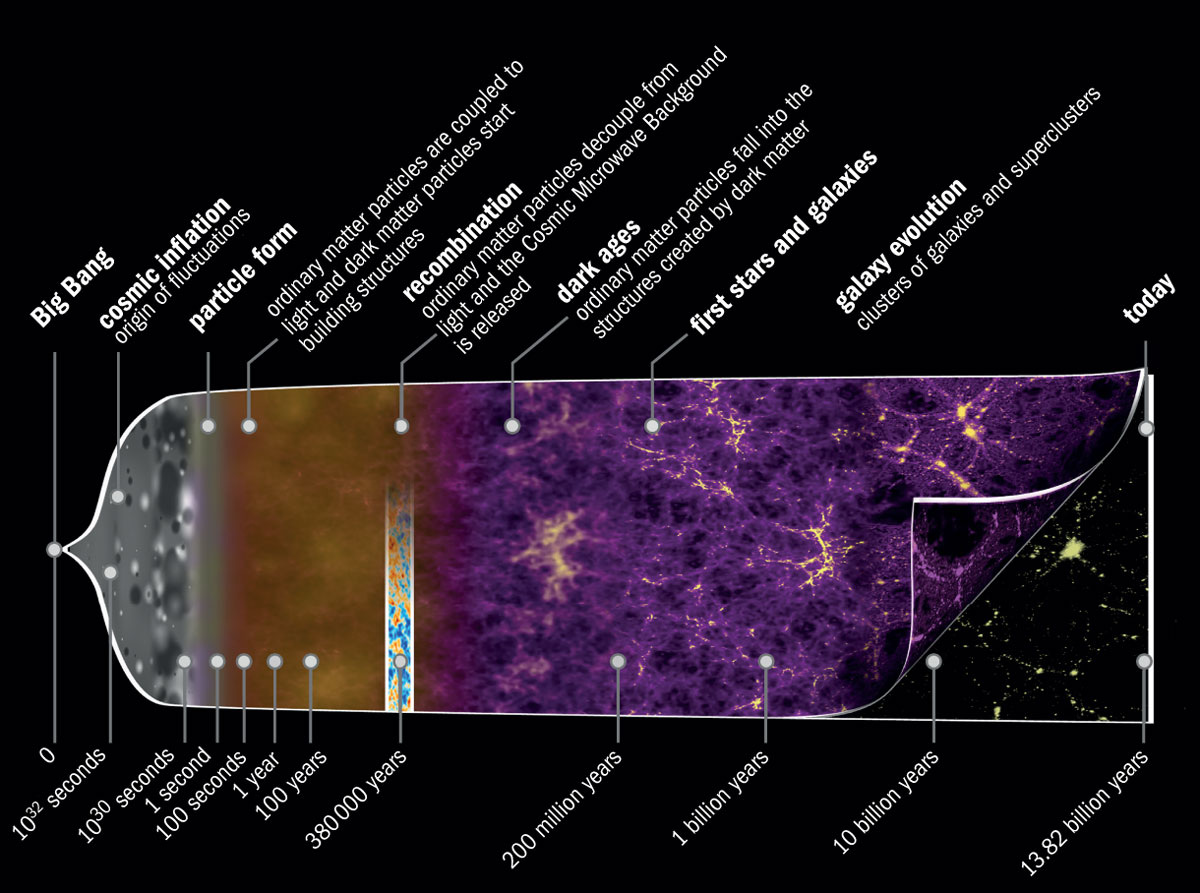 Big Bang
cosmic inflation
origin of fluctuations
particle form
ordinary matter particles are coupled to
light and dark matter particles start
building structures
recombination
ordinary matter particles decouple from
light and the Cosmic Microwave Background
is released
dark ages
ordinary matter particles fall into the
structures created by dark matter
first stars and galaxies
galaxy evolution
clusters of galaxies and superclusters
today
0
10³² seconds
10³⁰ seconds
1 second
100 seconds
1 year
100 years
380000 years
200 million years
1 billion years
10 billion years
13.82 billion years